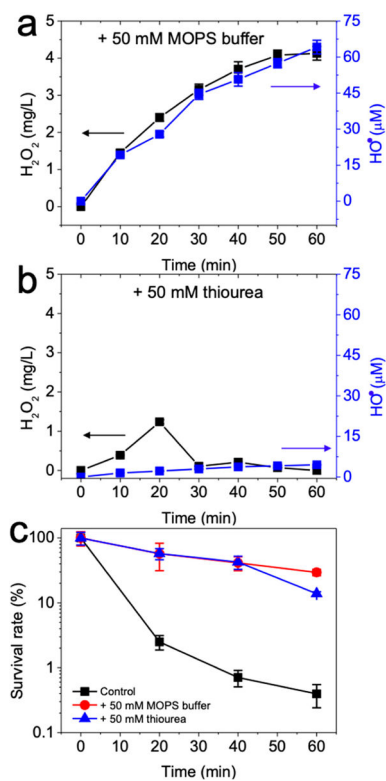 a
+ 50 mM MOPS buffer
5
4
3
2
1
0
H2O2 (mg/L)
75
60
45
30
15
0
HO• (µM)
0 10 20 30 40 50 60
Time (min)
b
+ 50 mM thiourea
5
4
3
2
1
0
H2O2 (mg/L)
75
60
45
30
15
0
HO• (µM)
0 10 20 30 40 50 60
Time (min)
c
100
10
1
0.1
Survival rate (%)
Control
+ 50 mM MOPS buffer
+ 50 mM thiourea
0 10 20 30 40 50 60
Time (min)